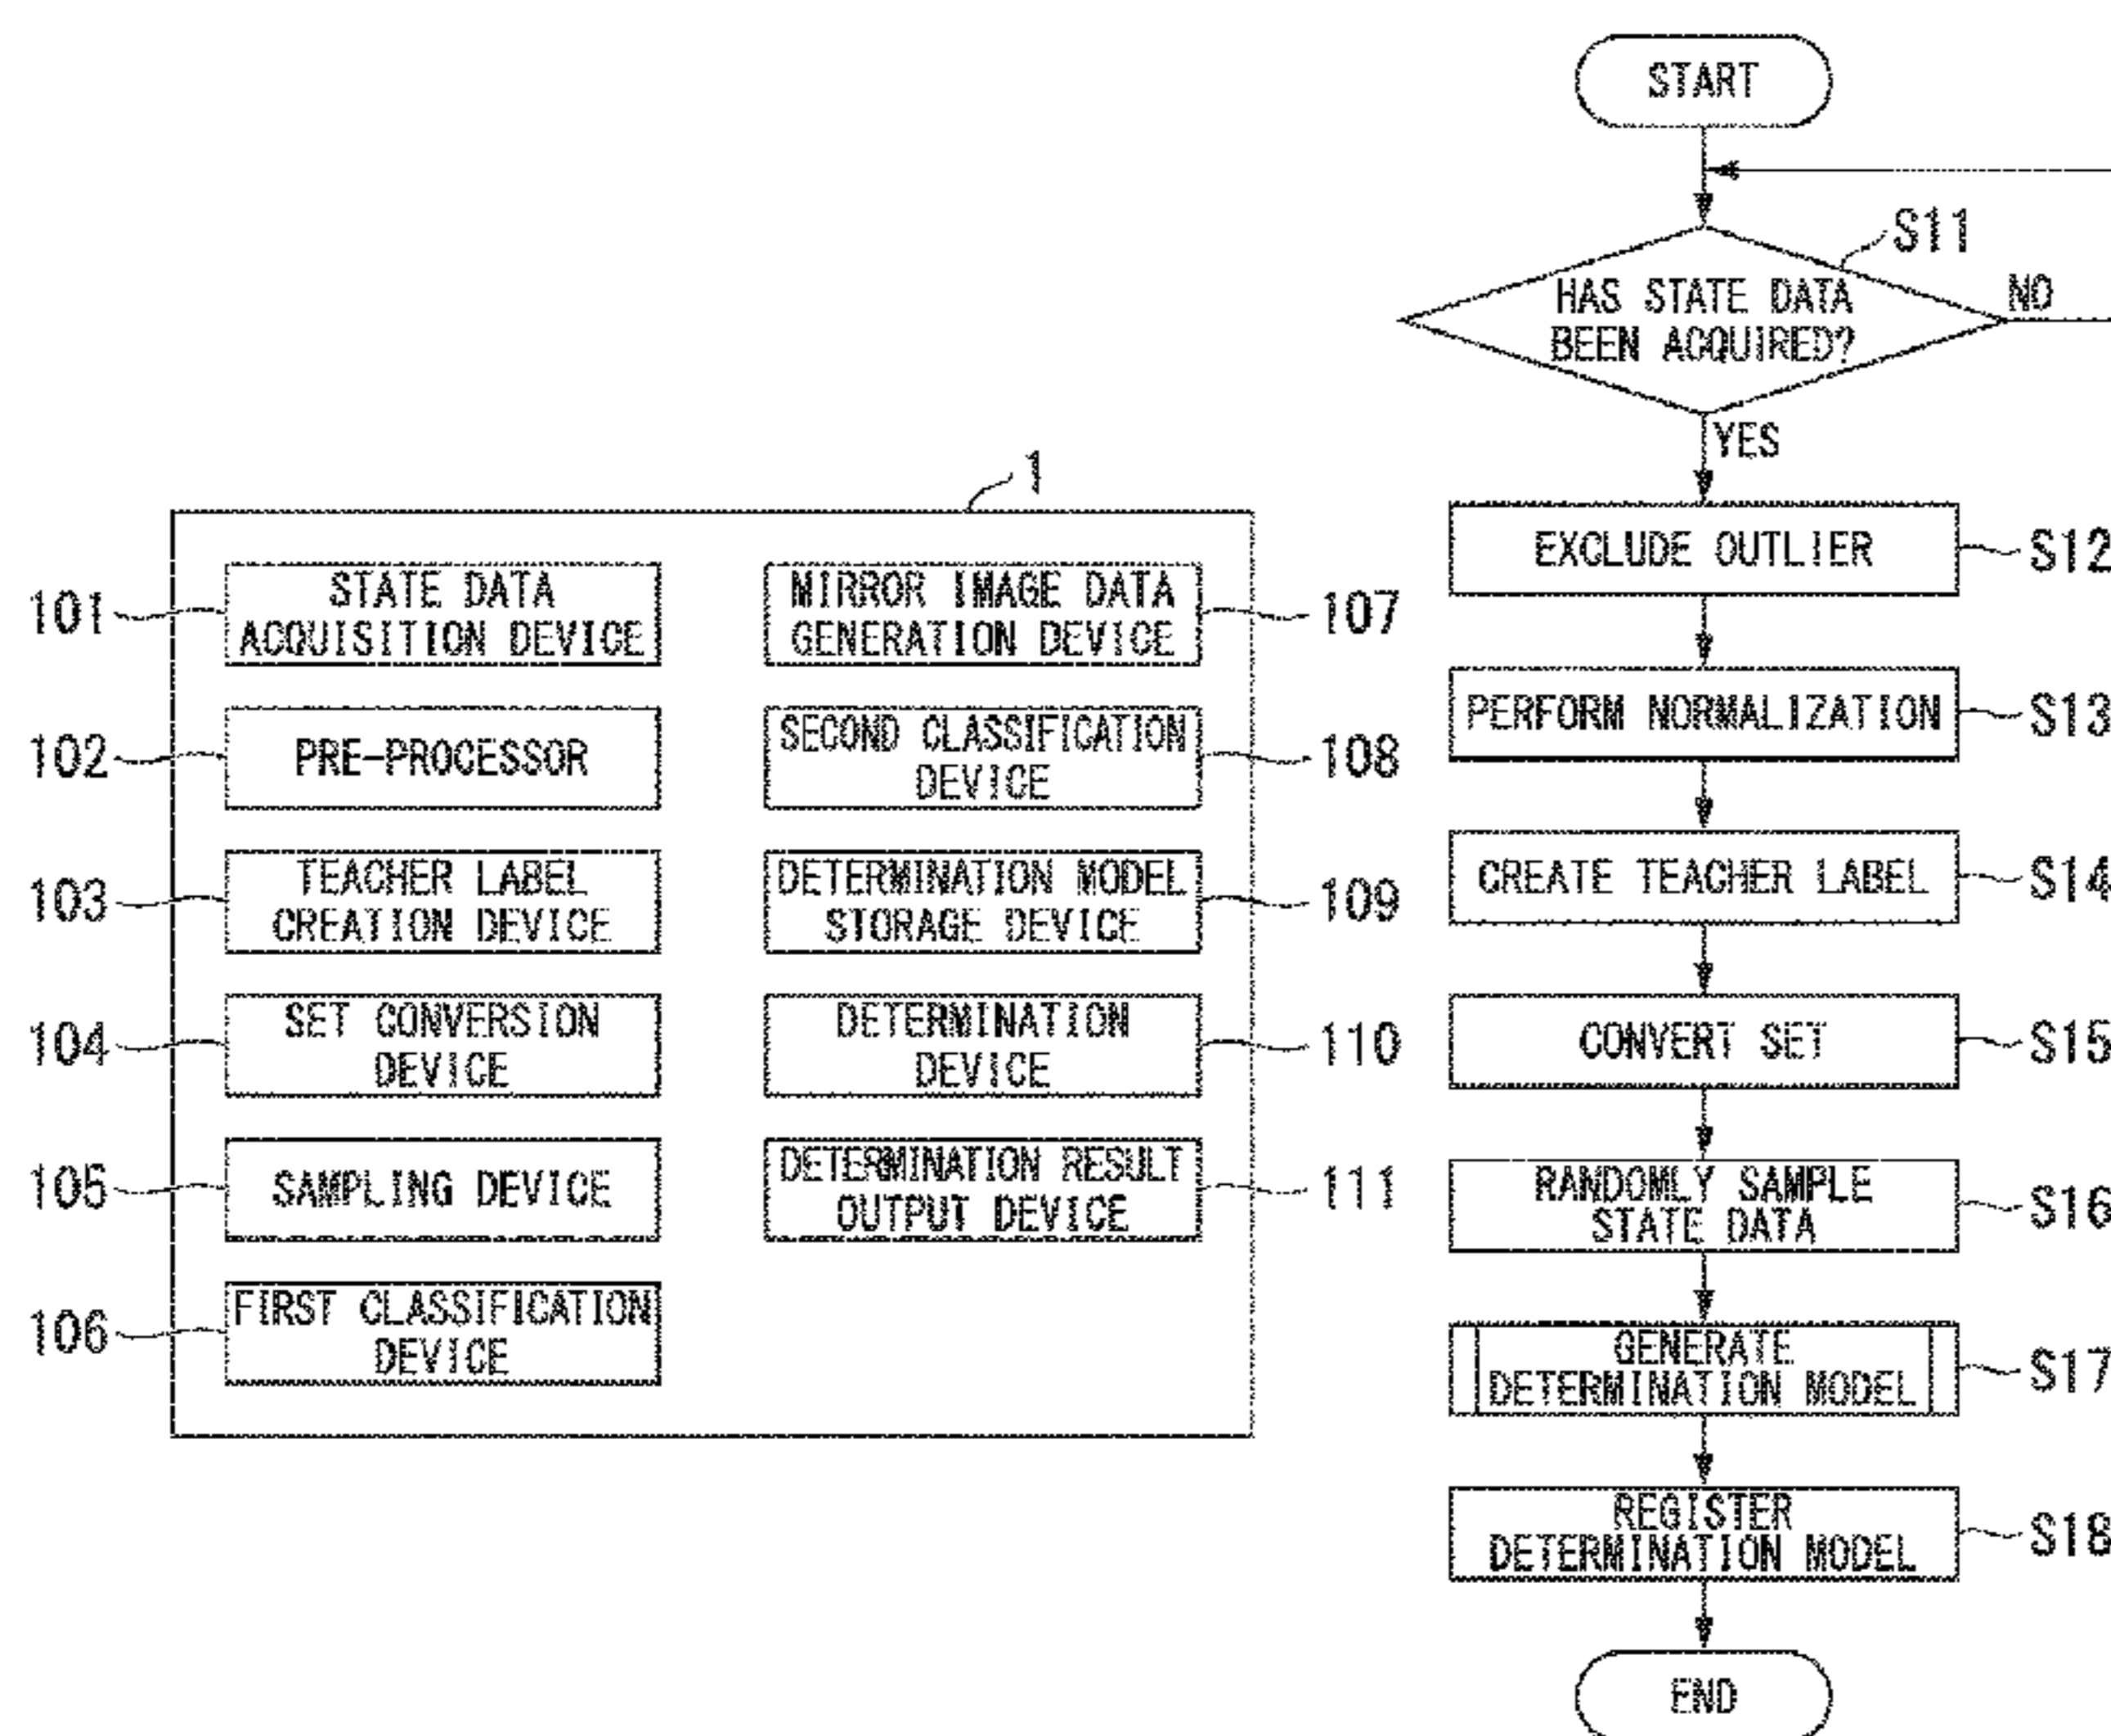 1
101
STATE DATA
ACQUISITION DEVICE
102
PRE-PROCESSOR
103
TEACHER LABEL
CREATION DEVICE
104
SET CONVERSION
DEVICE
105
SAMPLING DEVICE
106
FIRST CLASSIFICATION
DEVICE
MIRROR IMAGE DATA
GENERATION DEVICE
107
SECOND CLASSIFICATION
DEVICE
108
DETERMINATION MODEL
STORAGE DEVICE
109
DETERMINATION
DEVICE
110
DETERMINATION RESULT
OUTPUT DEVICE
111
START
S11
HAS STATE DATA
BEEN ACQUIRED?
NO
YES
EXCLUDE OUTLIER
S12
PERFORM NORMALIZATION
S13
CREATE TEACHER LABEL
S14
CONVERT SET
S15
RANDOMLY SAMPLE
STATE DATA
S16
GENERATE
DETERMINATION MODEL
S17
REGISTER
DETERMINATION MODEL
S18
END